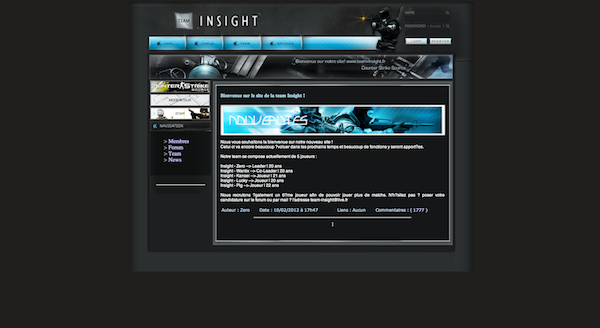 TEAM INSIGHT
NAME
PASSWORD
Bienvenue sur notre site! www.team-insight.fr
Counter Strike Source
Bienvenue sur le site de la team Insight !
NOUVEAUTES
NAVIGATION
> Membres
> Forum
> Team
> News
Nous vous souhaitons la bienvenue sur notre nouveau site !
Celui ci va encore beaucoup ?voluer dans les prochains temps et beaucoup de fonctions y seront apport?es.
Notre team se compose actuellement de 5 joueurs :
Insight - Zero --> Leader l 20 ans
Insight - Wantix --> Co-Leader l 20 ans
Insight - Kensei --> Joueur l 21 ans
Insight - Lucky --> Joueur l 20 ans
Insight - Pig --> Joueur l 22 ans
Nous recrutons ?galement un 6?me joueur afin de pouvoir jouer plus de matchs. N'h?sitez pas ? poser votre
candidature sur le forum ou par mail ? l'adresse team-insight@live.fr
Auteur : Zero Date : 10/02/2013 à 17h47 Liens : Aucun Commentaires : ( 1777 )
1